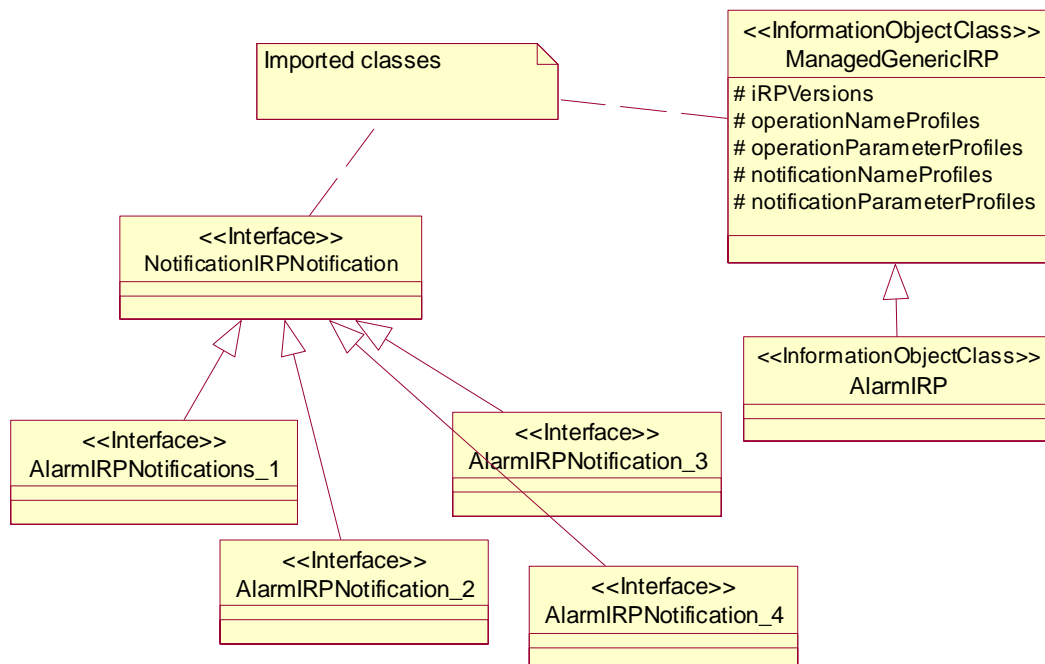 Imported classes
<<InformationObjectClass>>
ManagedGenericIRP
# iRPVersions
# operationNameProfiles
# operationParameterProfiles
# notificationNameProfiles
# notificationParameterProfiles
<<Interface>>
NotificationIRPNotification
<<InformationObjectClass>>
AlarmIRP
<<Interface>>
AlarmIRPNotifications_1
<<Interface>>
AlarmIRPNotification_3
<<Interface>>
AlarmIRPNotification_2
<<Interface>>
AlarmIRPNotification_4